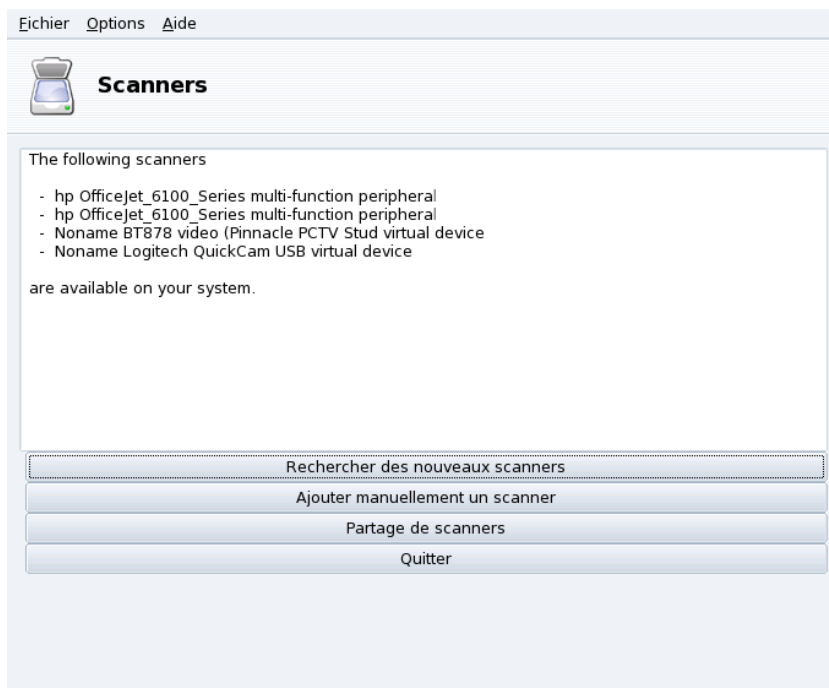 Fichier Options Aide
Scanners
The following scanners
- hp OfficeJet_6100_Series multi-function peripheral
- hp OfficeJet_6100_Series multi-function peripheral
- Noname BT878 video (Pinnacle PCTV Stud virtual device
- Noname Logitech QuickCam USB virtual device
are available on your system.
Rechercher des nouveaux scanners
Ajouter manuellement un scanner
Partage de scanners
Quitter